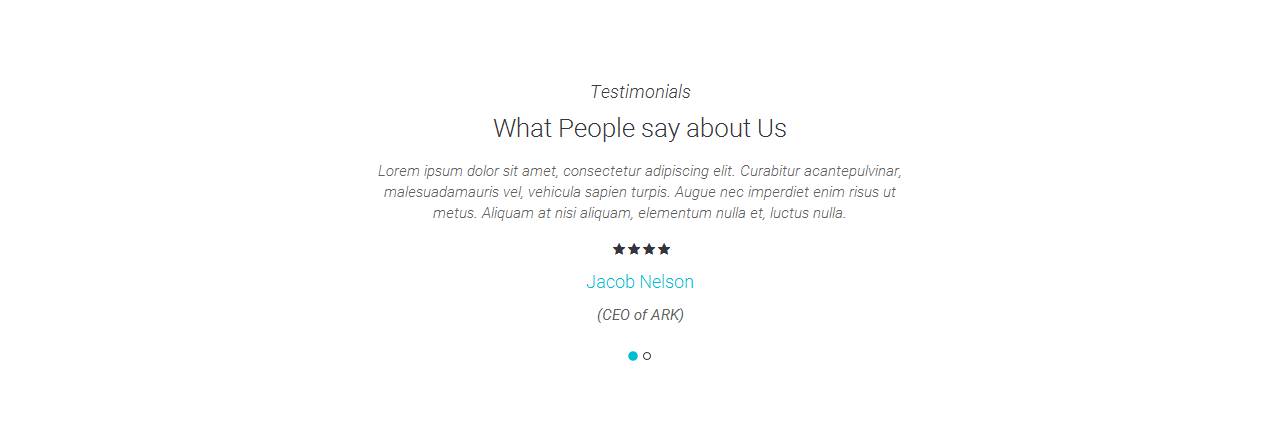 Testimonials
What People say about Us
Lorem ipsum dolor sit amet, consectetur adipiscing elit. Curabitur acantepulvinar,
malesuadamauris vel, vehicula sapien turpis. Augue nec imperdiet enim risus ut
metus. Aliquam at nisi aliquam, elementum nulla et, luctus nulla.
Jacob Nelson
(CEO of ARK)